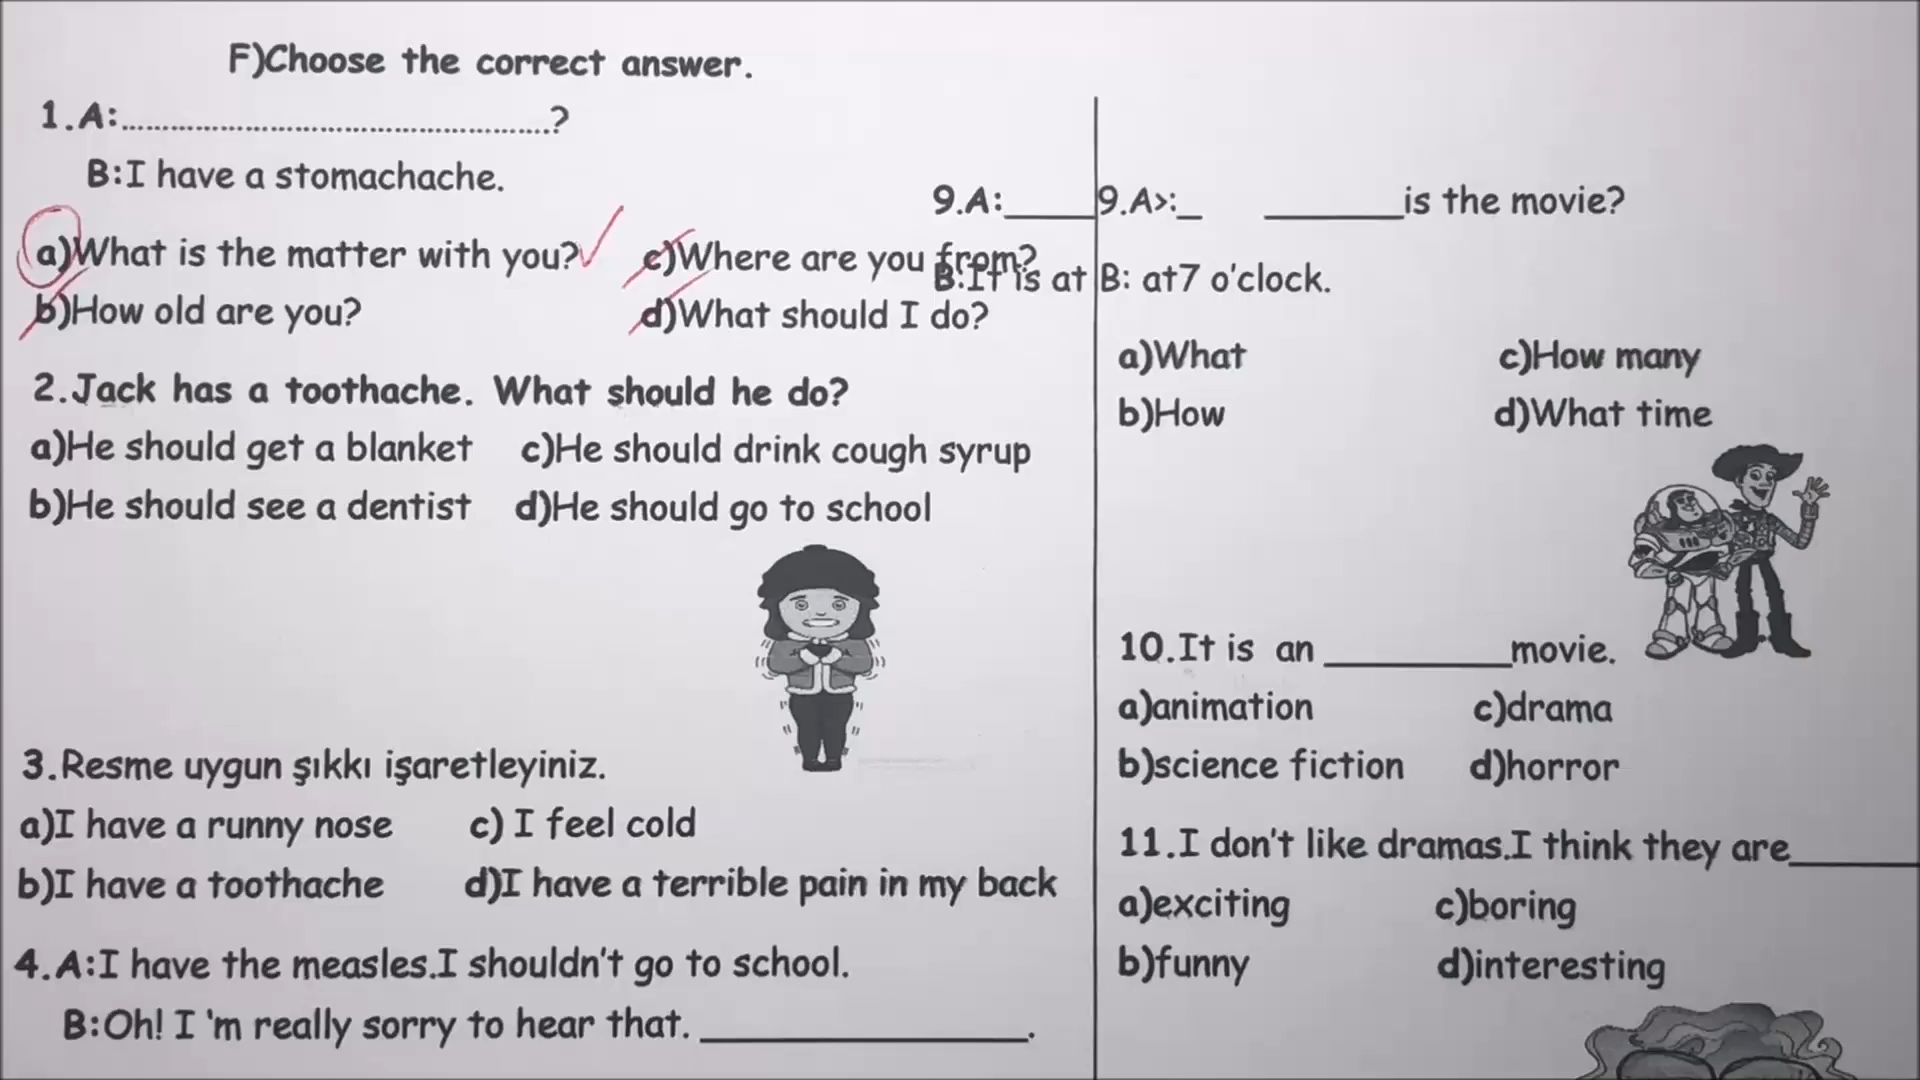 F)Choose the correct answer.
1.A:..........................................?
B:I have a stomachache.
a)What is the matter with you? c)Where are you from?
b)How old are you? d)What should I do?
2.Jack has a toothache. What should he do?
a)He should get a blanket c)He should drink cough syrup
b)He should see a dentist d)He should go to school
3.Resme uygun şıkkı işaretleyiniz.
a)I have a runny nose c) I feel cold
b)I have a toothache d)I have a terrible pain in my back
4.A:I have the measles.I shouldn't go to school.
B:Oh! I 'm really sorry to hear that. ________________.
9.A:_____9.A>:_ _______is the movie?
B:It is at B: at7 o'clock.
a)What c)How many
b)How d)What time
10.It is an _________movie.
a)animation c)drama
b)science fiction d)horror
11.I don't like dramas.I think they are_______
a)exciting c)boring
b)funny d)interesting